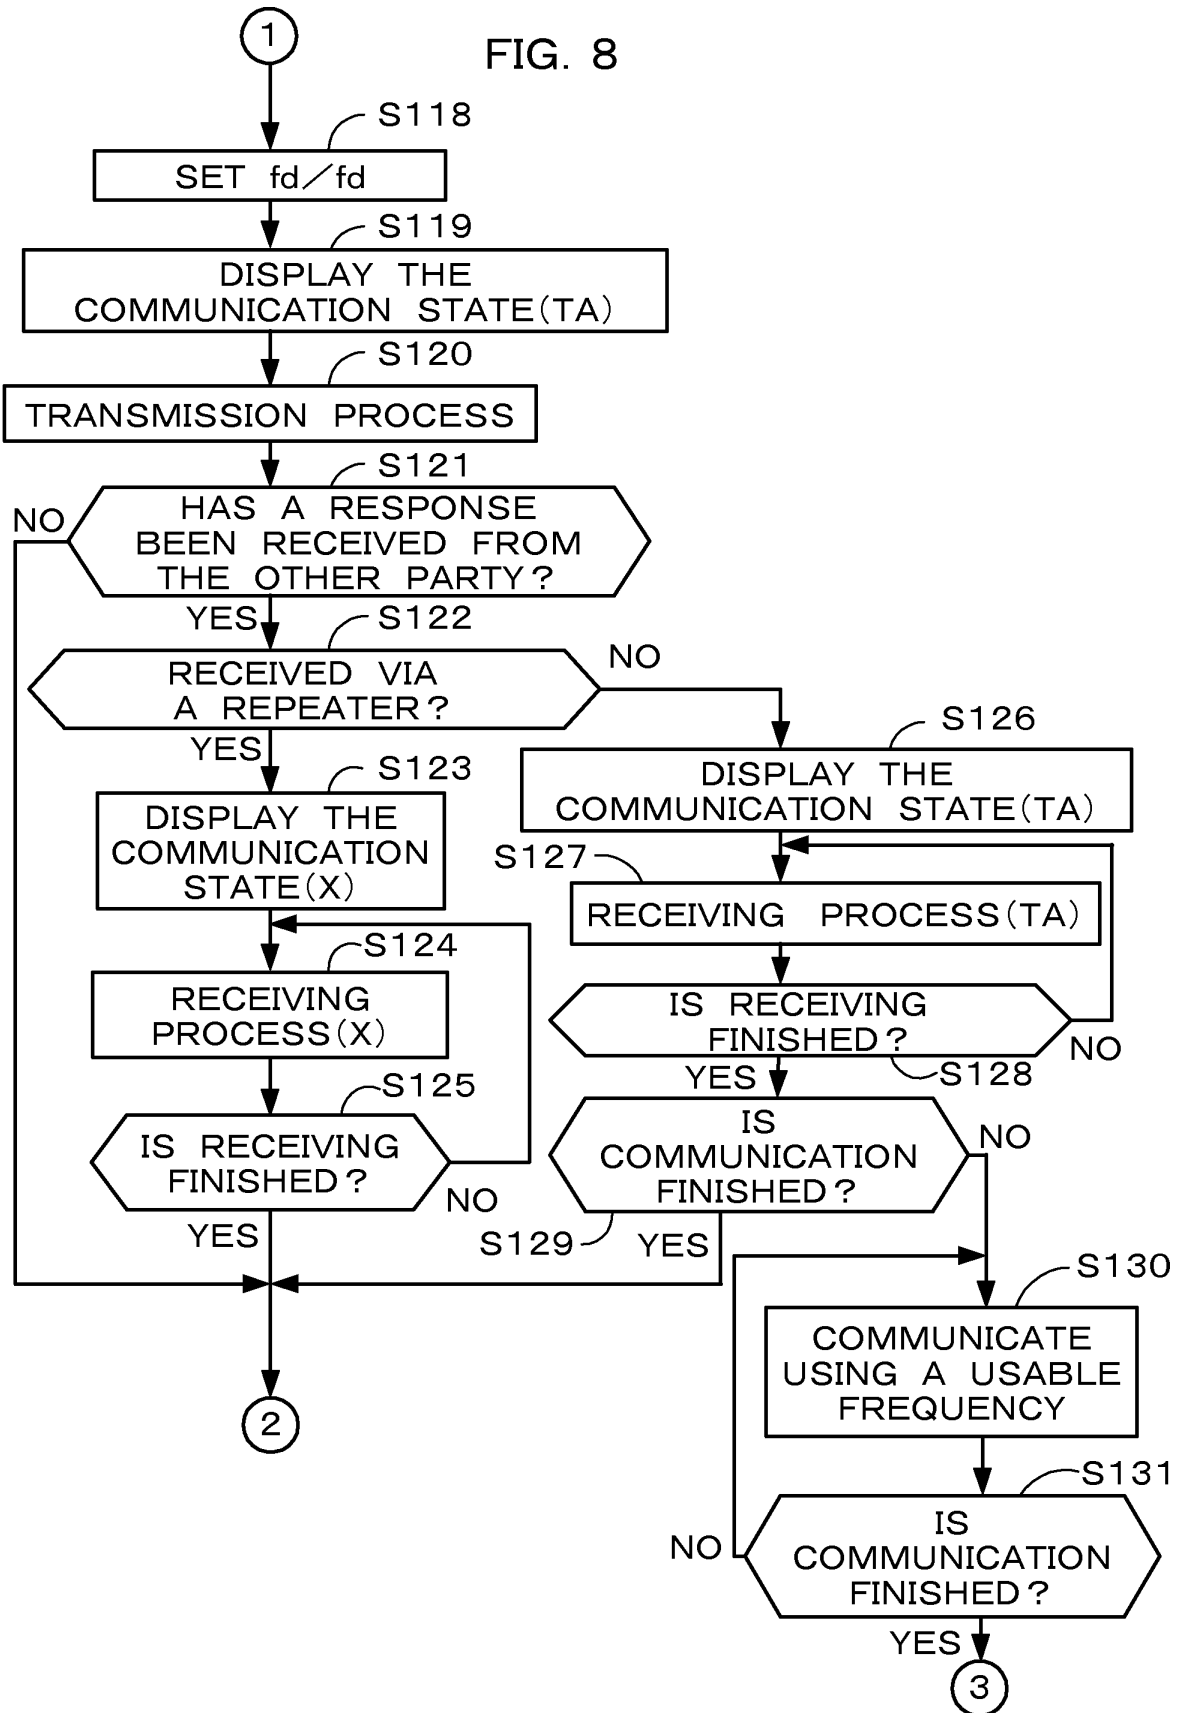 1
FIG. 8
S118
SET fd/fd
S119
DISPLAY THE
COMMUNICATION STATE(TA)
S120
TRANSMISSION PROCESS
S121
NO
HAS A RESPONSE
BEEN RECEIVED FROM
THE OTHER PARTY?
YES
S122
RECEIVED VIA
A REPEATER?
NO
YES
S123
DISPLAY THE
COMMUNICATION
STATE(X)
S126
DISPLAY THE
COMMUNICATION STATE(TA)
S127
RECEIVING PROCESS(TA)
S124
RECEIVING
PROCESS(X)
IS RECEIVING
FINISHED?
NO
S128
YES
S125
IS RECEIVING
FINISHED?
NO
YES
IS
COMMUNICATION
FINISHED?
NO
S129
YES
S130
COMMUNICATE
USING A USABLE
FREQUENCY
2
S131
IS
COMMUNICATION
FINISHED?
NO
YES
3